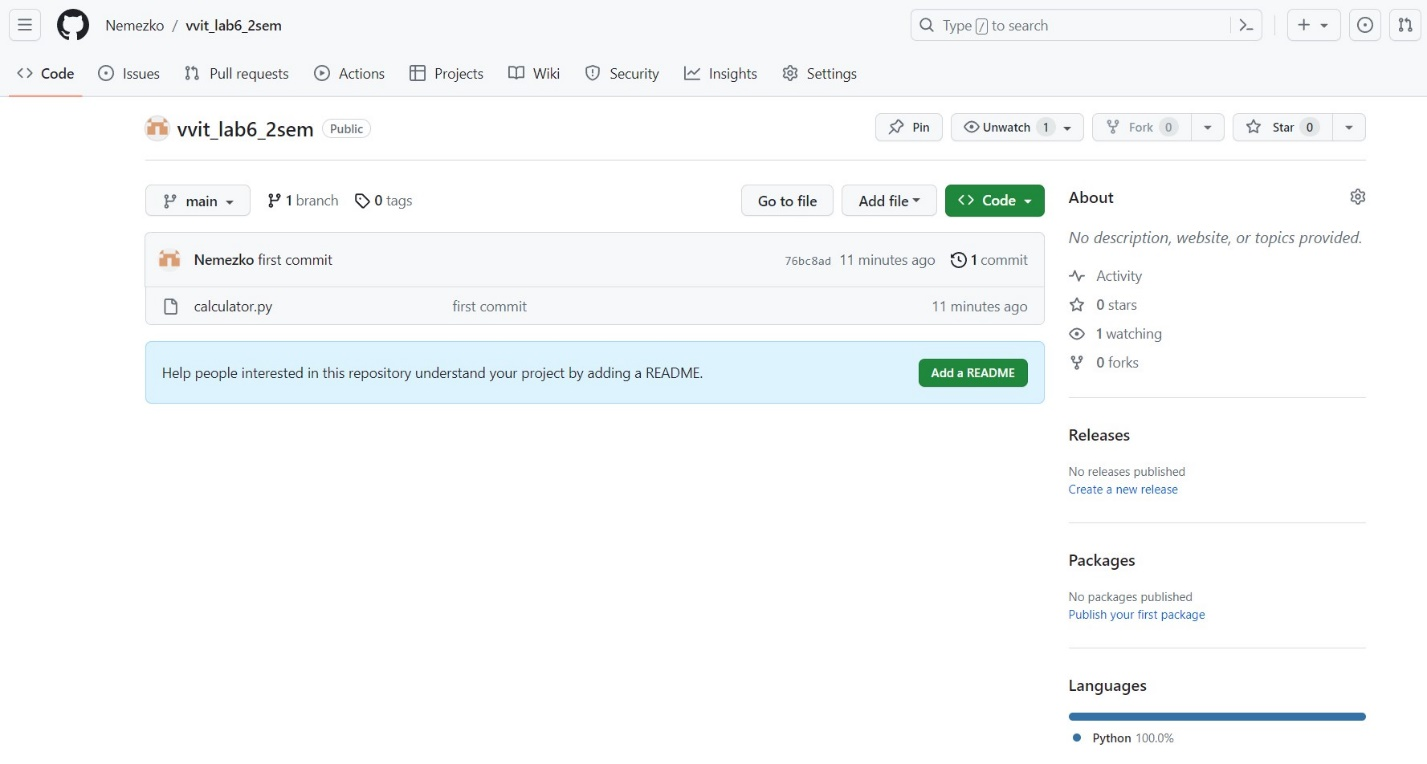 Nemezko / vvit_lab6_2sem
Type / to search
Code Issues Pull requests Actions Projects Wiki Security Insights Settings
vvit_lab6_2sem Public
Pin Unwatch 1 Fork 0 Star 0
main 1 branch 0 tags Go to file Add file Code
Nemezko first commit 76bc8ad 11 minutes ago 1 commit
calculator.py first commit 11 minutes ago
Help people interested in this repository understand your project by adding a README. Add a README
About
No description, website, or topics provided.
Activity
0 stars
1 watching
0 forks
Releases
No releases published
Create a new release
Packages
No packages published
Publish your first package
Languages
Python 100.0%